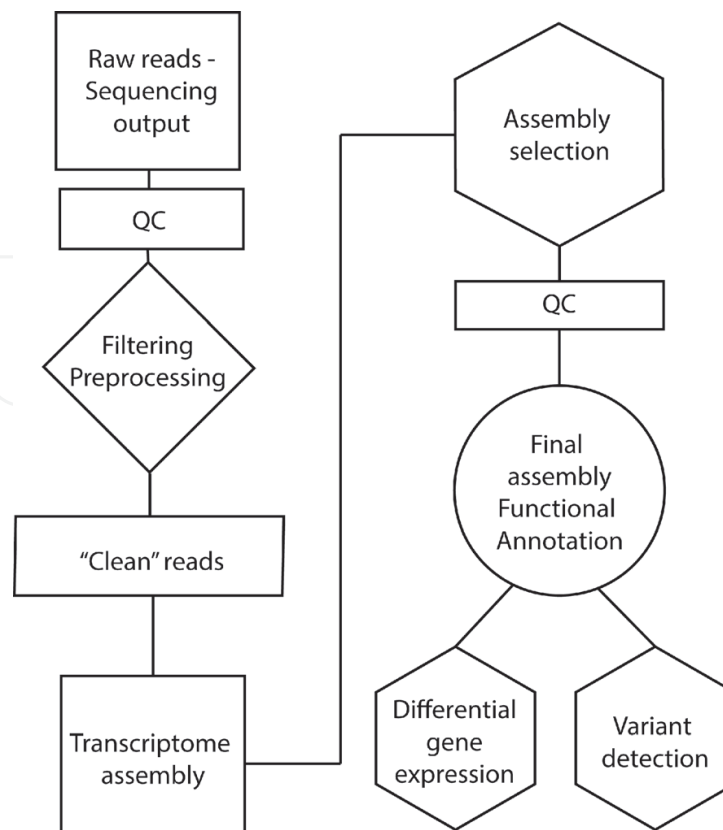 Raw reads -
Sequencing
output
QC
Filtering
Preprocessing
“Clean” reads
Transcriptome
assembly
Assembly
selection
QC
Final
assembly
Functional
Annotation
Differential
gene
expression
Variant
detection